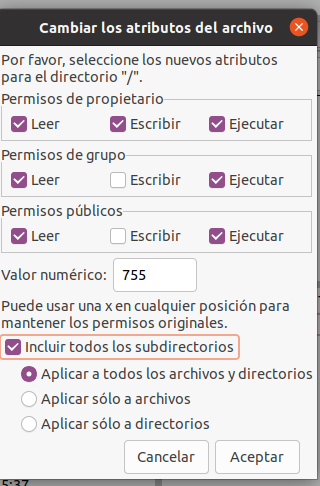 Cambiar los atributos del archivo
Por favor, seleccione los nuevos atributos
para el directorio "/".
Permisos de propietario
Leer Escribir Ejecutar
Permisos de grupo
Leer Escribir Ejecutar
Permisos públicos
Leer Escribir Ejecutar
Valor numérico: 755
Puede usar una x en cualquier posición para
mantener los permisos originales.
Incluir todos los subdirectorios
Aplicar a todos los archivos y directorios
Aplicar sólo a archivos
Aplicar sólo a directorios
Cancelar Aceptar